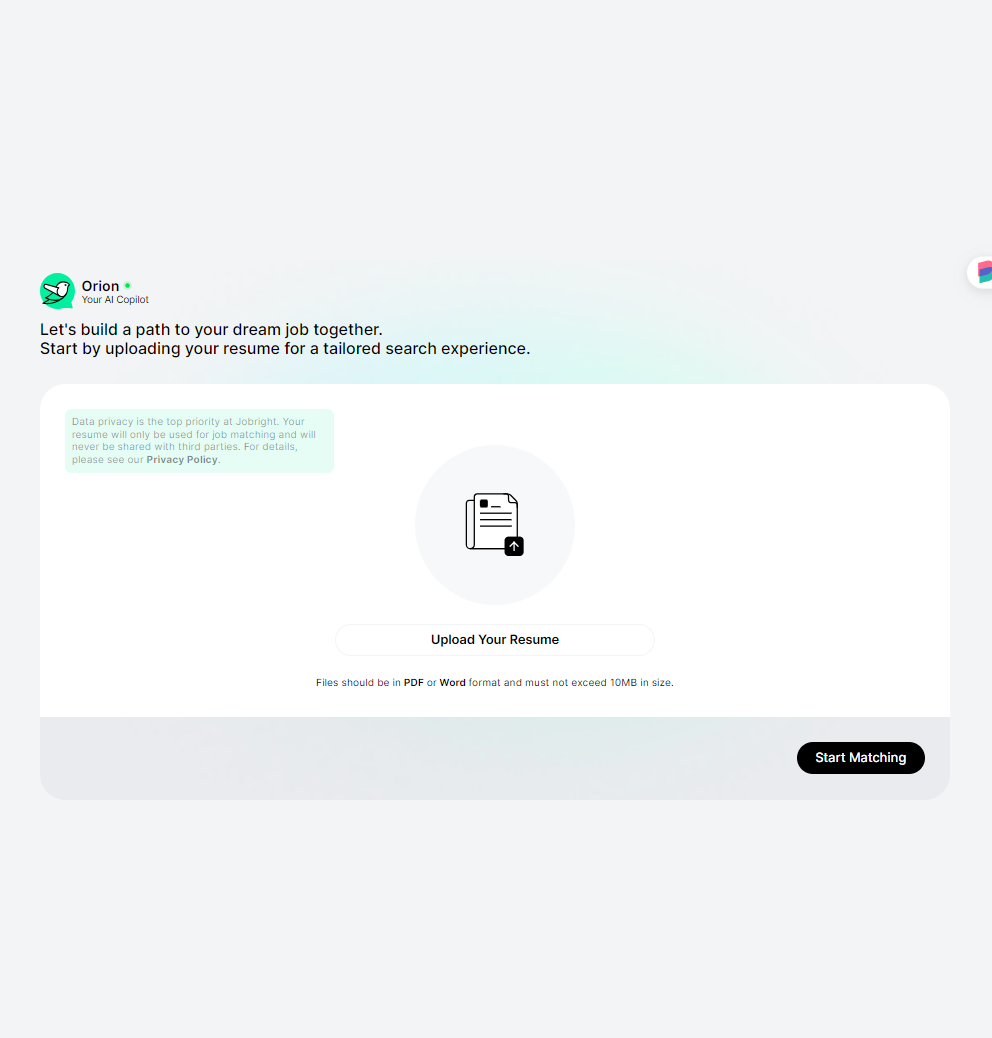 Orion
Your AI Copilot
Let's build a path to your dream job together.
Start by uploading your resume for a tailored search experience.
Data privacy is the top priority at Jobright. Your
resume will only be used for job matching and will
never be shared with third parties. For details,
please see our Privacy Policy.
Upload Your Resume
Files should be in PDF or Word format and must not exceed 10MB in size.
Start Matching